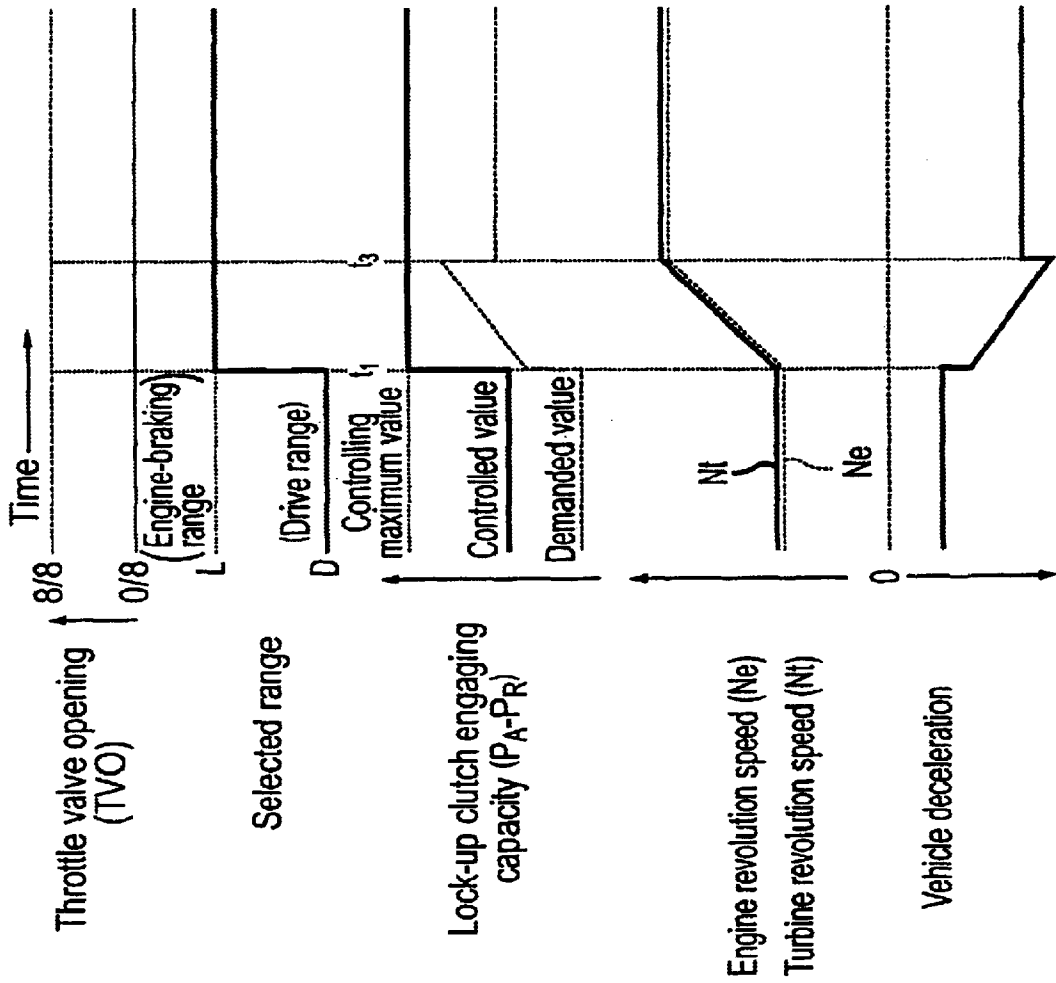 Time
8/8
0/8
Throttle valve opening
(TVO)
(Engine-braking
range)
L
Selected range
(Drive range)
D
t1
t3
Controlling
maximum value
Lock-up clutch engaging
capacity (PA-PR)
Controlled value
Demanded value
Engine revolution speed (Ne)
Turbine revolution speed (Nt)
Nt
Ne
0
Vehicle deceleration